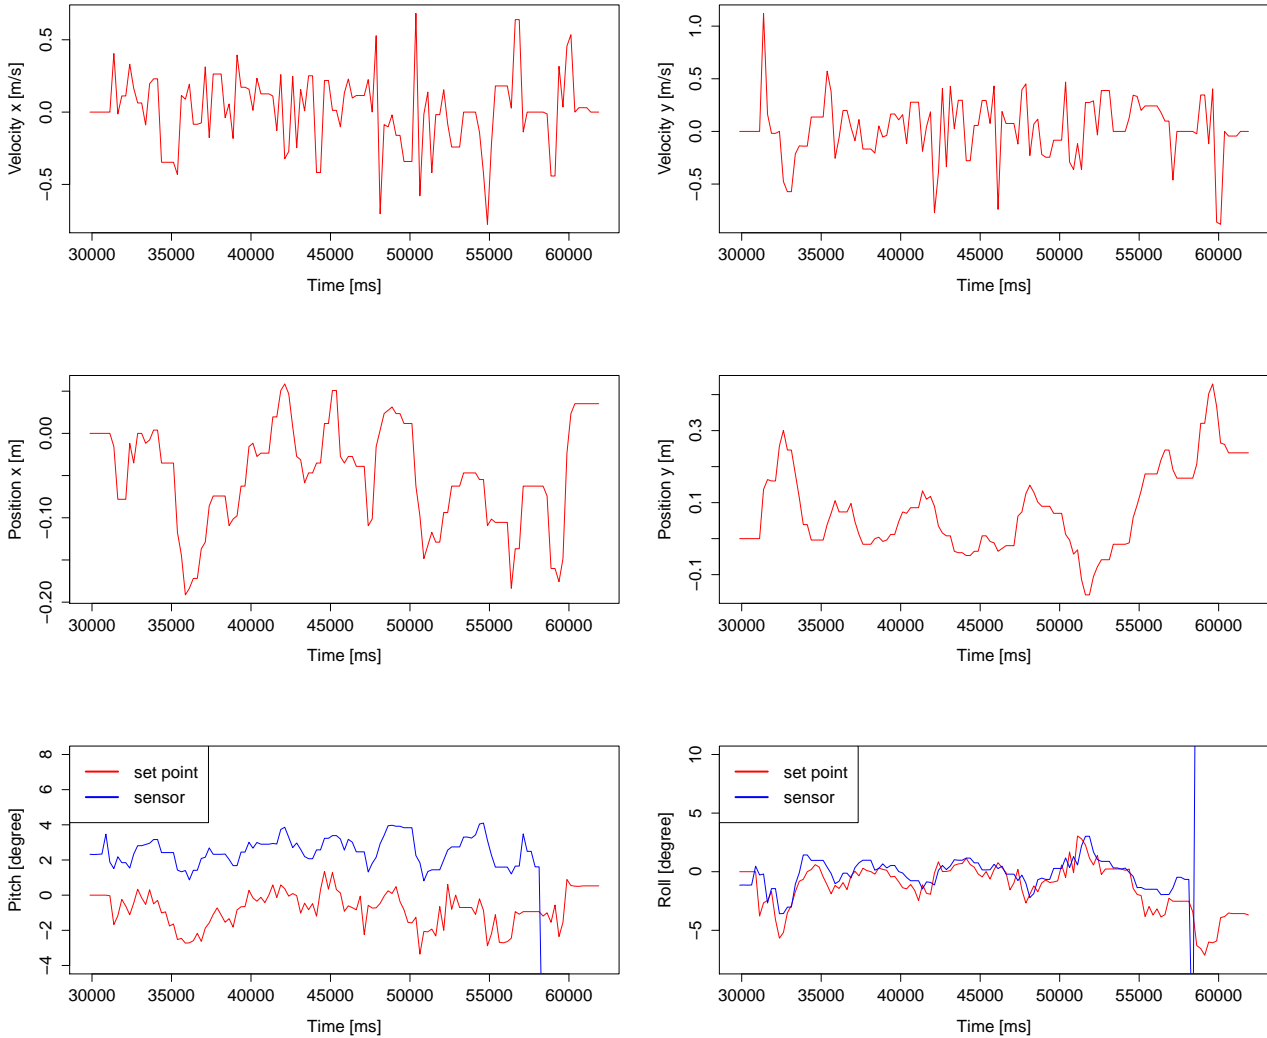 Velocity x [m/s]
0.5
0.0
−0.5
30000 35000 40000 45000 50000 55000 60000
Time [ms]
Velocity y [m/s]
1.0
0.5
0.0
−0.5
30000 35000 40000 45000 50000 55000 60000
Time [ms]
Position x [m]
0.00
−0.10
−0.20
30000 35000 40000 45000 50000 55000 60000
Time [ms]
Position y [m]
0.3
0.1
−0.1
30000 35000 40000 45000 50000 55000 60000
Time [ms]
Pitch [degree]
8
6
4
2
0
−2
−4
set point
sensor
30000 35000 40000 45000 50000 55000 60000
Time [ms]
Roll [degree]
10
5
0
−5
set point
sensor
30000 35000 40000 45000 50000 55000 60000
Time [ms]